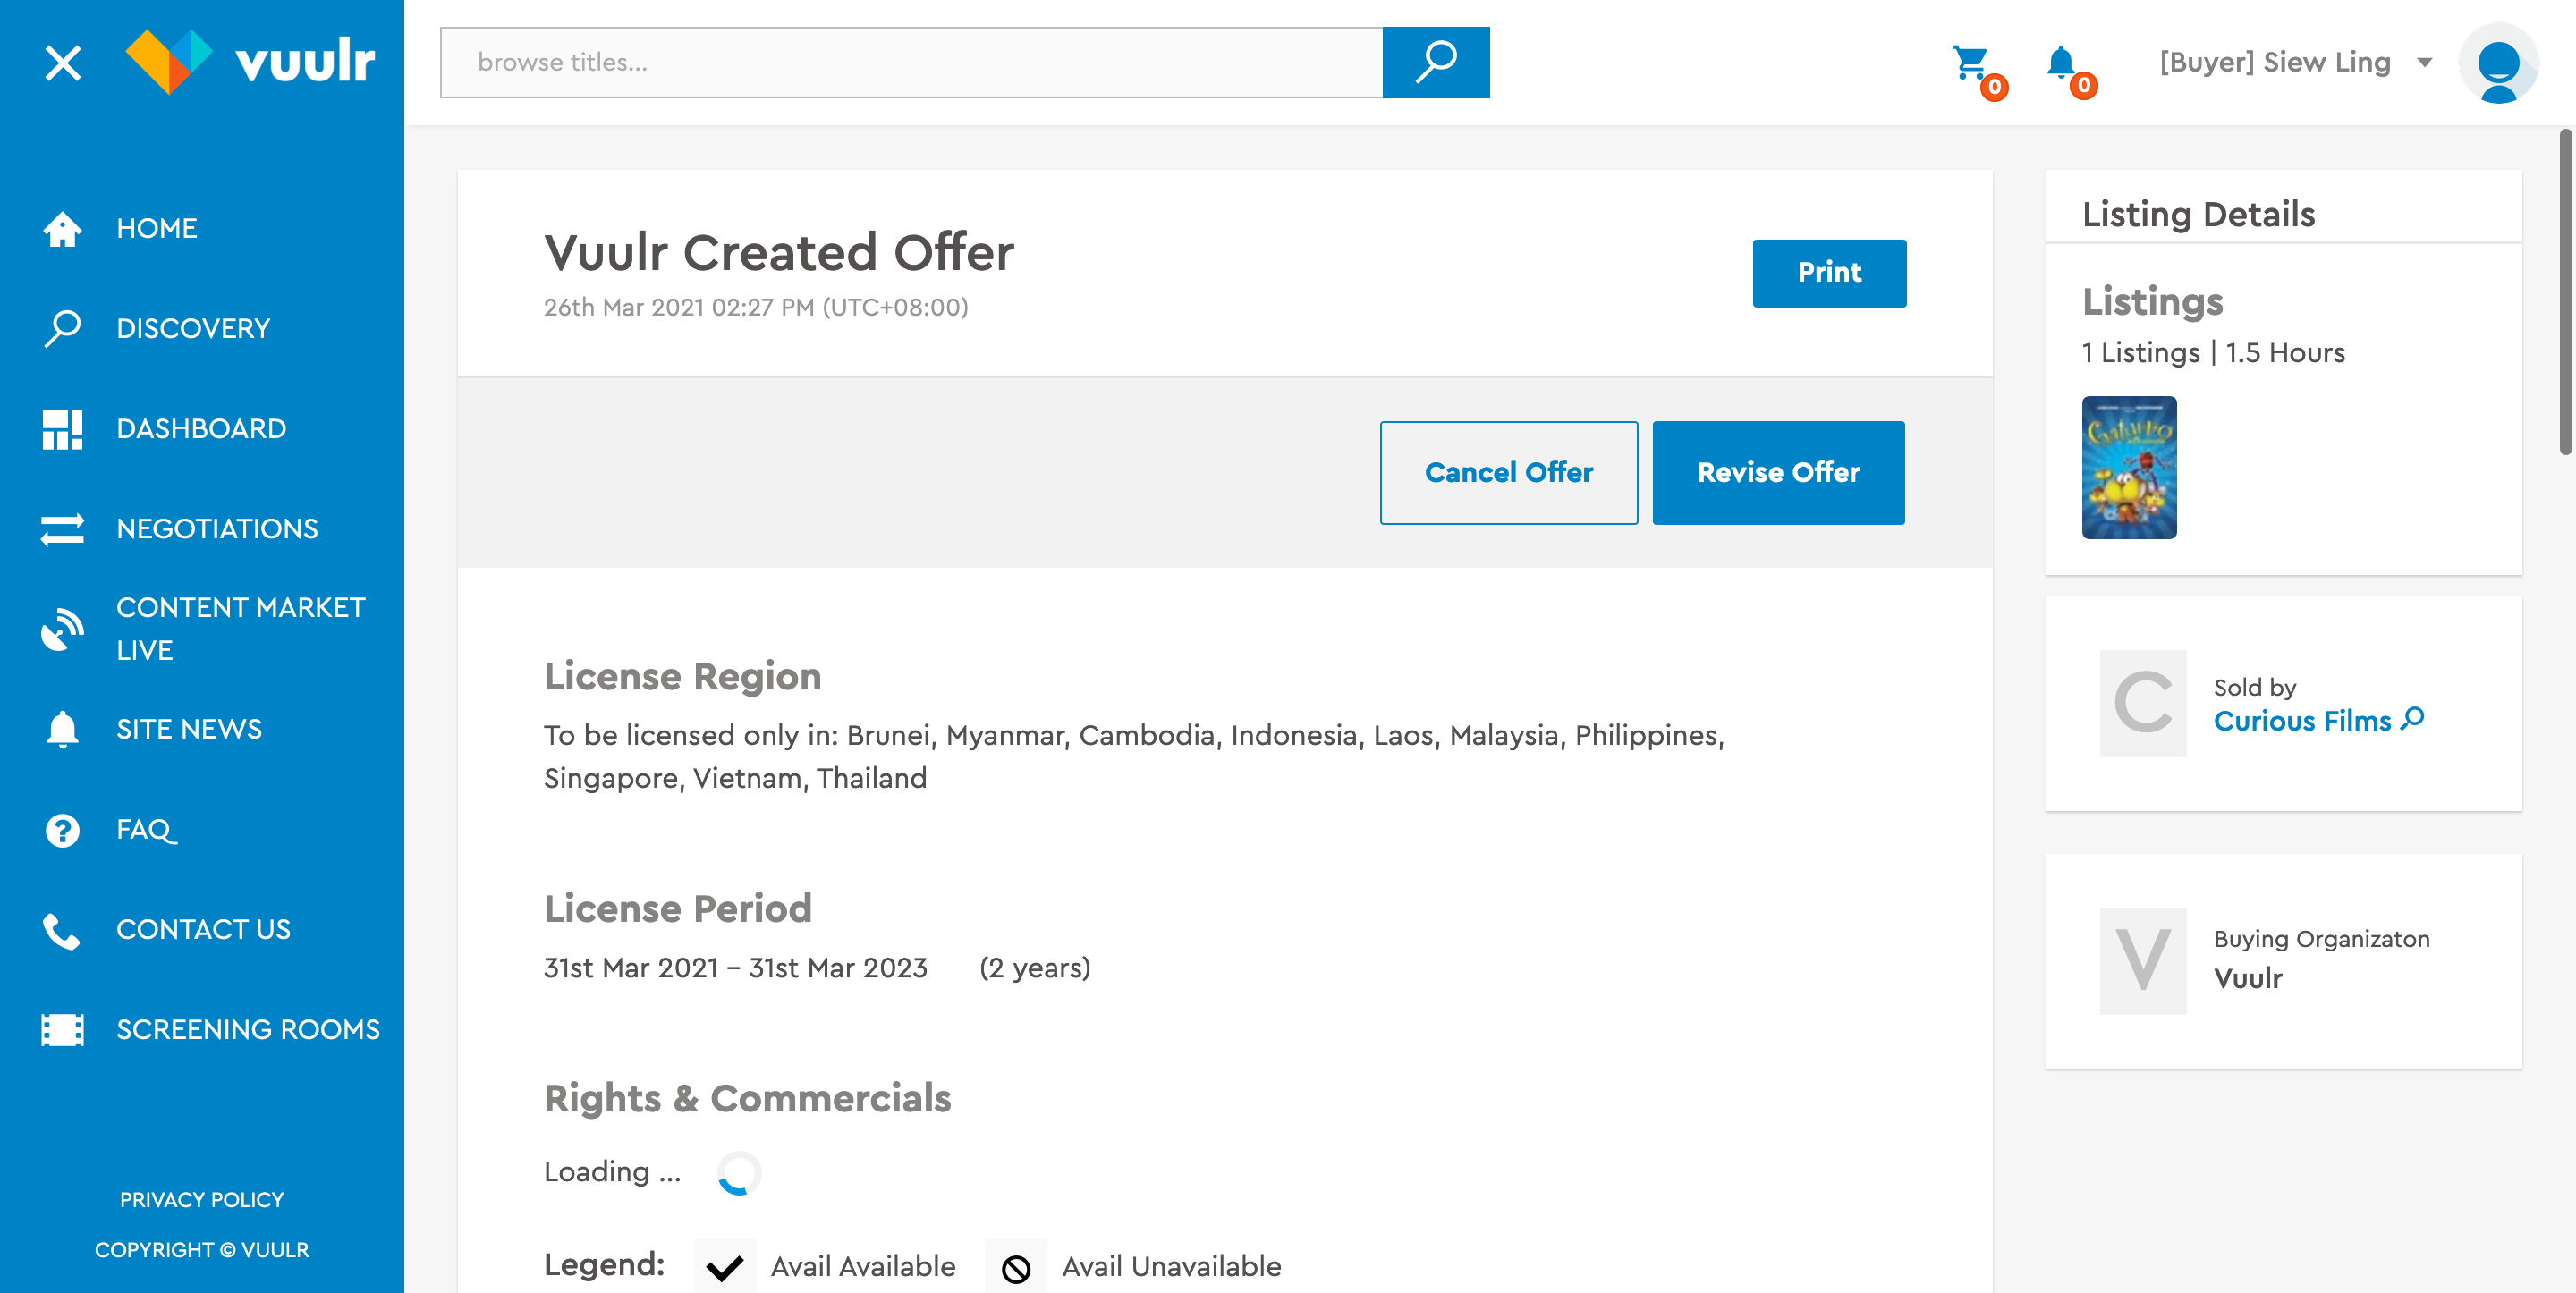 vuulr
browse titles...
0
0
[Buyer] Siew Ling
HOME
DISCOVERY
DASHBOARD
NEGOTIATIONS
CONTENT MARKET
LIVE
SITE NEWS
FAQ
CONTACT US
SCREENING ROOMS
PRIVACY POLICY
COPYRIGHT © VUULR
Vuulr Created Offer
26th Mar 2021 02:27 PM (UTC+08:00)
Print
Cancel Offer
Revise Offer
License Region
To be licensed only in: Brunei, Myanmar, Cambodia, Indonesia, Laos, Malaysia, Philippines,
Singapore, Vietnam, Thailand
License Period
31st Mar 2021 – 31st Mar 2023 (2 years)
Rights & Commercials
Loading ...
Legend:
Avail Available
Avail Unavailable
Listing Details
Listings
1 Listings | 1.5 Hours
Gaturro
C
Sold by
Curious Films
V
Buying Organizaton
Vuulr